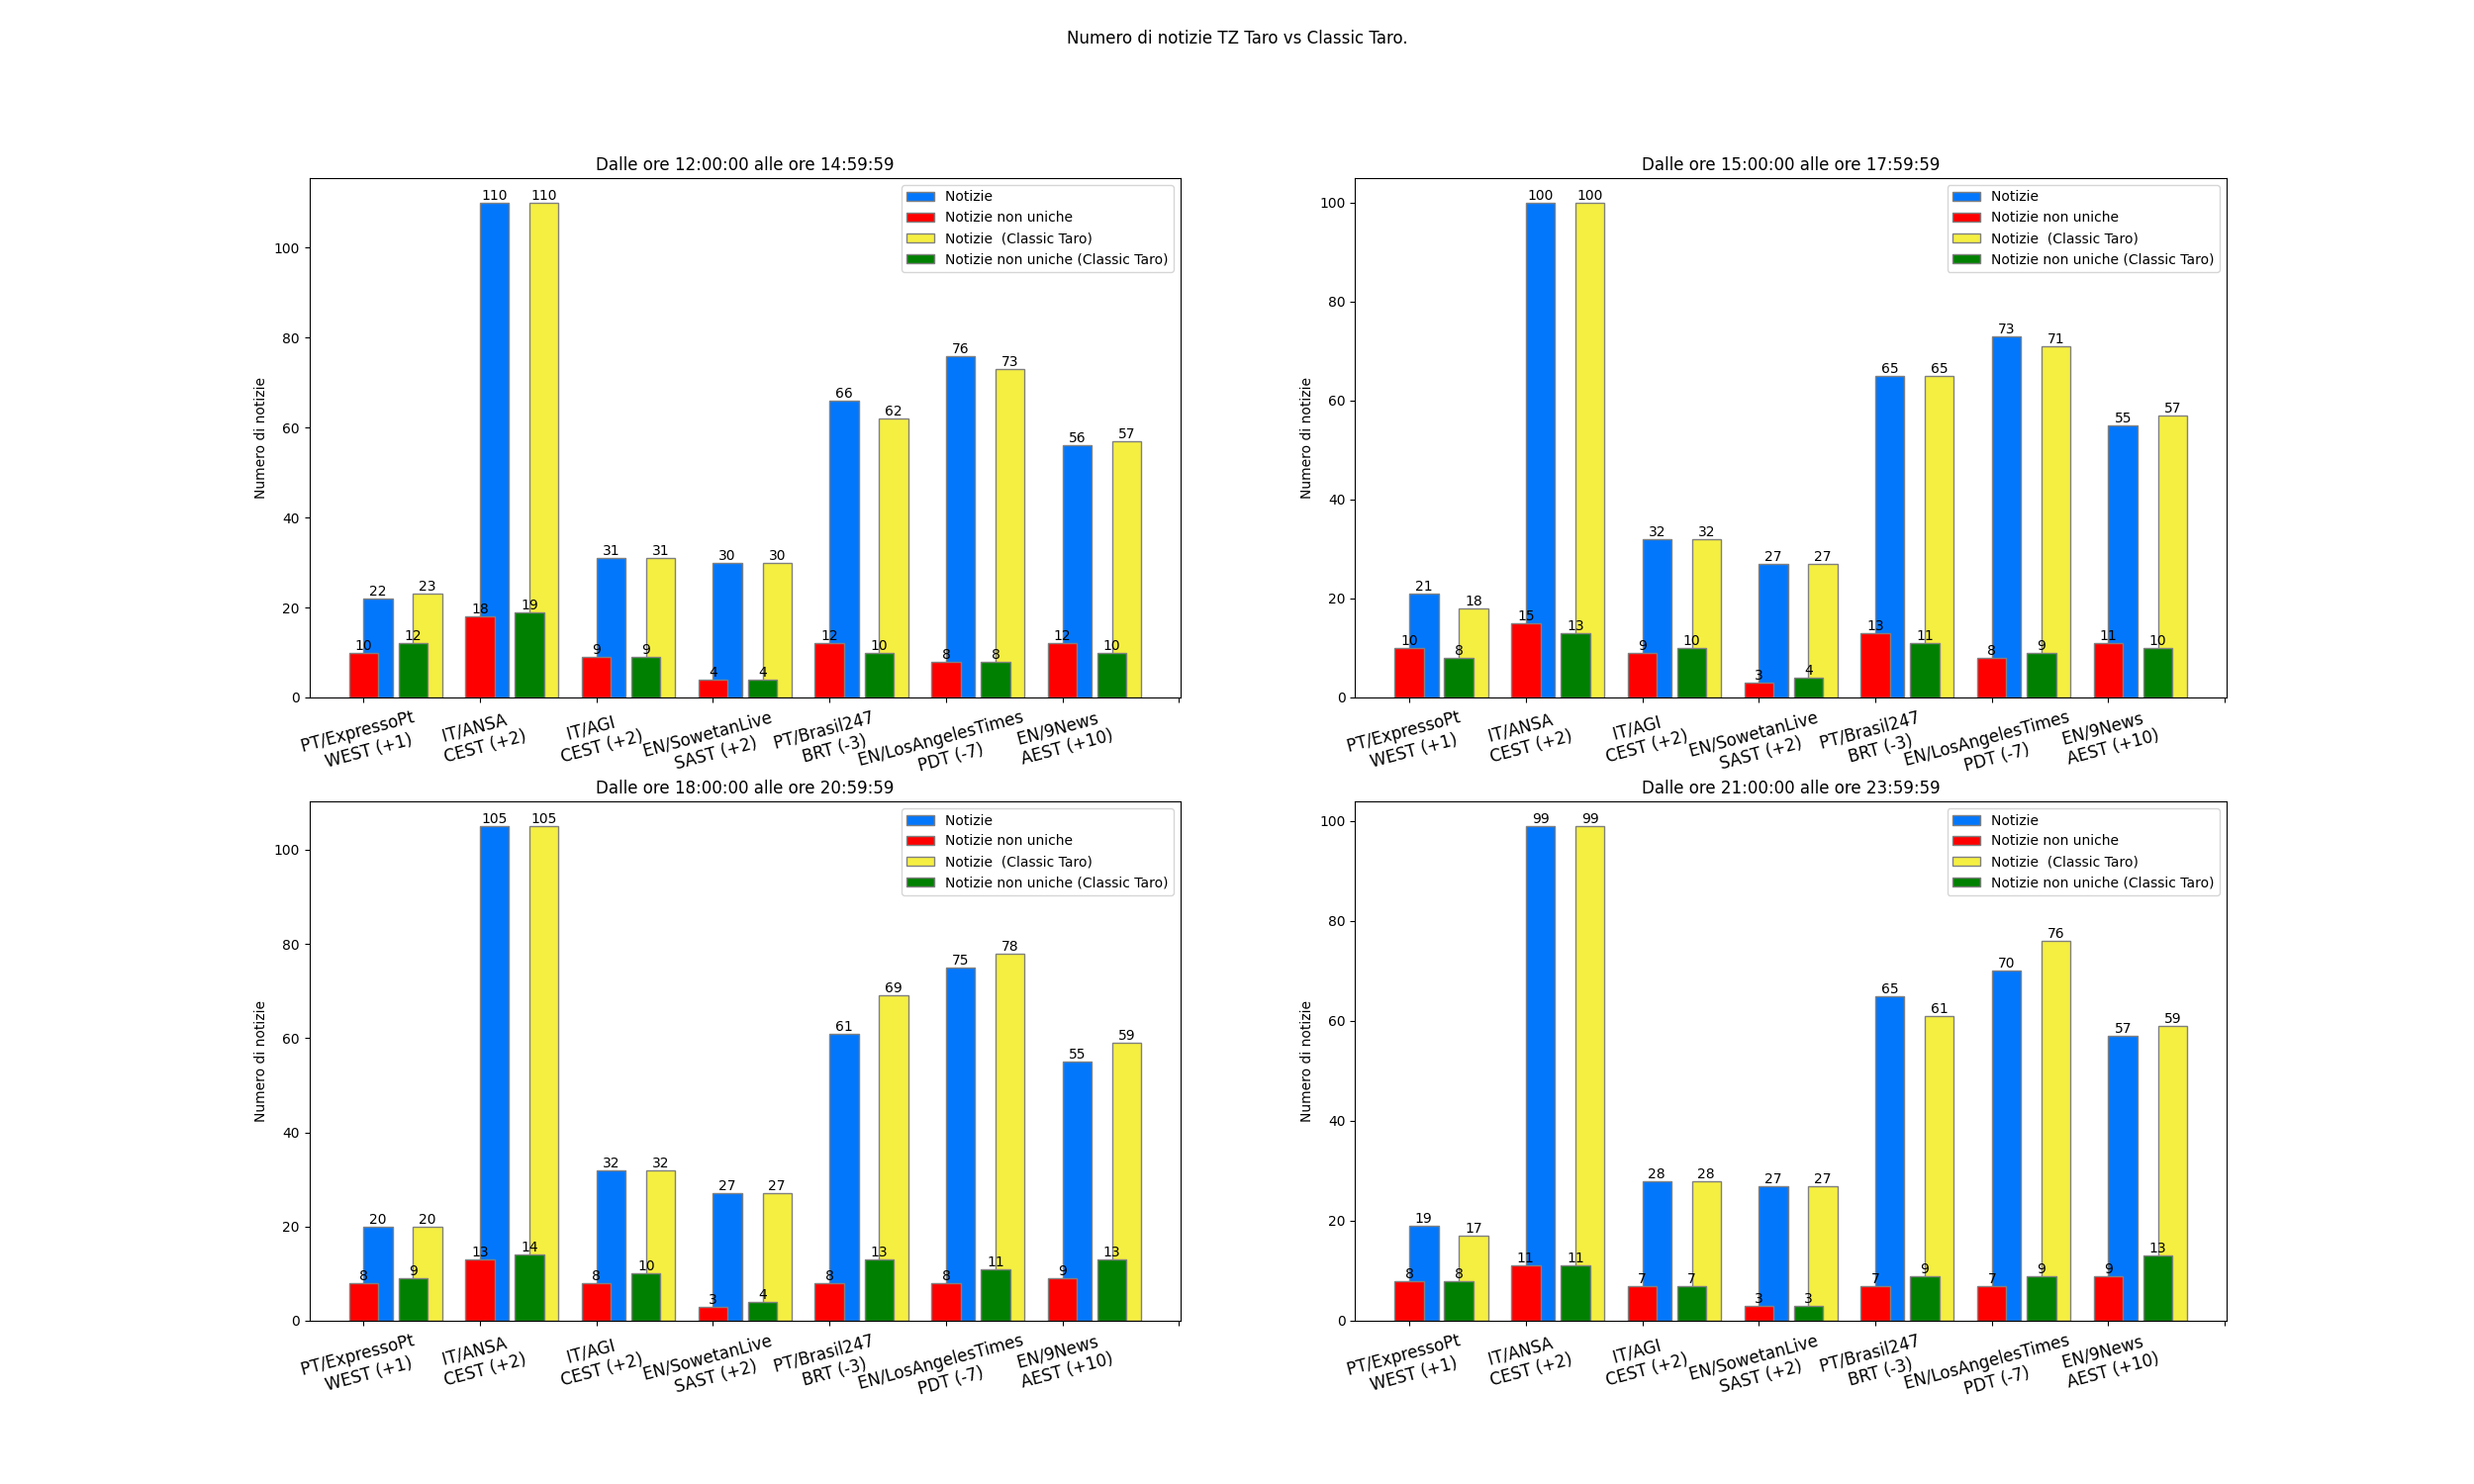 Numero di notizie TZ Taro vs Classic Taro.
Dalle ore 12:00:00 alle ore 14:59:59
Numero di notizie
100
80
60
40
20
0
Notizie
Notizie non uniche
Notizie (Classic Taro)
Notizie non uniche (Classic Taro)
10 22 12 23
18 110 19 110
9 31 9 31
4 30 4 30
12 66 10 62
8 76 8 73
12 56 10 57
PT/ExpressoPt
WEST (+1)
IT/ANSA
CEST (+2)
IT/AGI
CEST (+2)
EN/SowetanLive
SAST (+2)
PT/Brasil247
BRT (-3)
EN/LosAngelesTimes
PDT (-7)
EN/9News
AEST (+10)
Dalle ore 15:00:00 alle ore 17:59:59
Numero di notizie
100
80
60
40
20
0
Notizie
Notizie non uniche
Notizie (Classic Taro)
Notizie non uniche (Classic Taro)
10 21 8 18
15 100 13 100
9 32 10 32
3 27 4 27
13 65 11 65
8 73 9 71
11 55 10 57
PT/ExpressoPt
WEST (+1)
IT/ANSA
CEST (+2)
IT/AGI
CEST (+2)
EN/SowetanLive
SAST (+2)
PT/Brasil247
BRT (-3)
EN/LosAngelesTimes
PDT (-7)
EN/9News
AEST (+10)
Dalle ore 18:00:00 alle ore 20:59:59
Numero di notizie
100
80
60
40
20
0
Notizie
Notizie non uniche
Notizie (Classic Taro)
Notizie non uniche (Classic Taro)
8 20 9 20
13 105 14 105
8 32 10 32
3 27 4 27
8 61 13 69
8 75 11 78
9 55 13 59
PT/ExpressoPt
WEST (+1)
IT/ANSA
CEST (+2)
IT/AGI
CEST (+2)
EN/SowetanLive
SAST (+2)
PT/Brasil247
BRT (-3)
EN/LosAngelesTimes
PDT (-7)
EN/9News
AEST (+10)
Dalle ore 21:00:00 alle ore 23:59:59
Numero di notizie
100
80
60
40
20
0
Notizie
Notizie non uniche
Notizie (Classic Taro)
Notizie non uniche (Classic Taro)
8 19 8 17
11 99 11 99
7 28 7 28
3 27 3 27
7 65 9 61
7 70 9 76
9 57 13 59
PT/ExpressoPt
WEST (+1)
IT/ANSA
CEST (+2)
IT/AGI
CEST (+2)
EN/SowetanLive
SAST (+2)
PT/Brasil247
BRT (-3)
EN/LosAngelesTimes
PDT (-7)
EN/9News
AEST (+10)